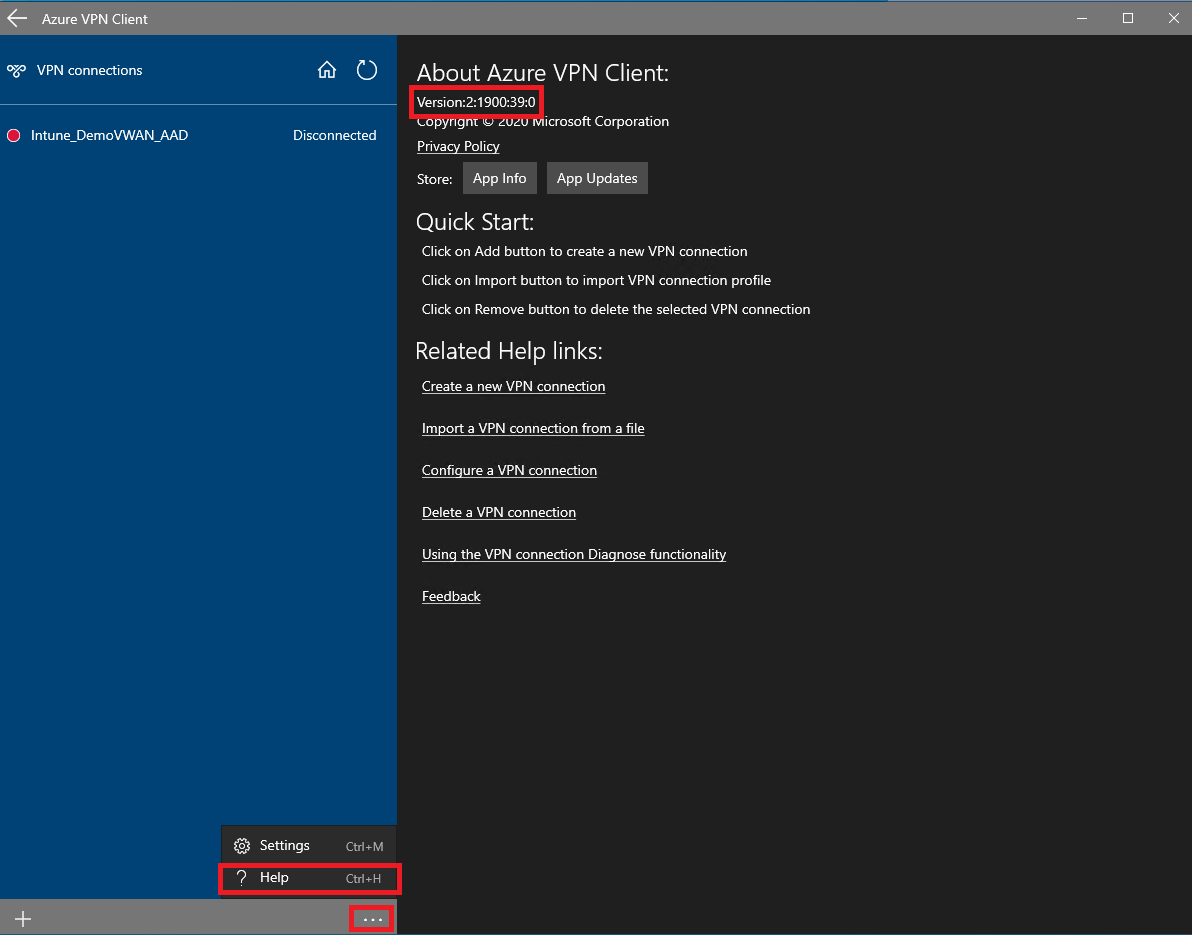 Azure VPN Client
VPN connections
Intune_DemoVWAN_AAD Disconnected
About Azure VPN Client:
Version:2:1900:39:0
Copyright © 2020 Microsoft Corporation
Privacy Policy
Store: App Info App Updates
Quick Start:
Click on Add button to create a new VPN connection
Click on Import button to import VPN connection profile
Click on Remove button to delete the selected VPN connection
Related Help links:
Create a new VPN connection
Import a VPN connection from a file
Configure a VPN connection
Delete a VPN connection
Using the VPN connection Diagnose functionality
Feedback
Settings Ctrl+M
? Help Ctrl+H